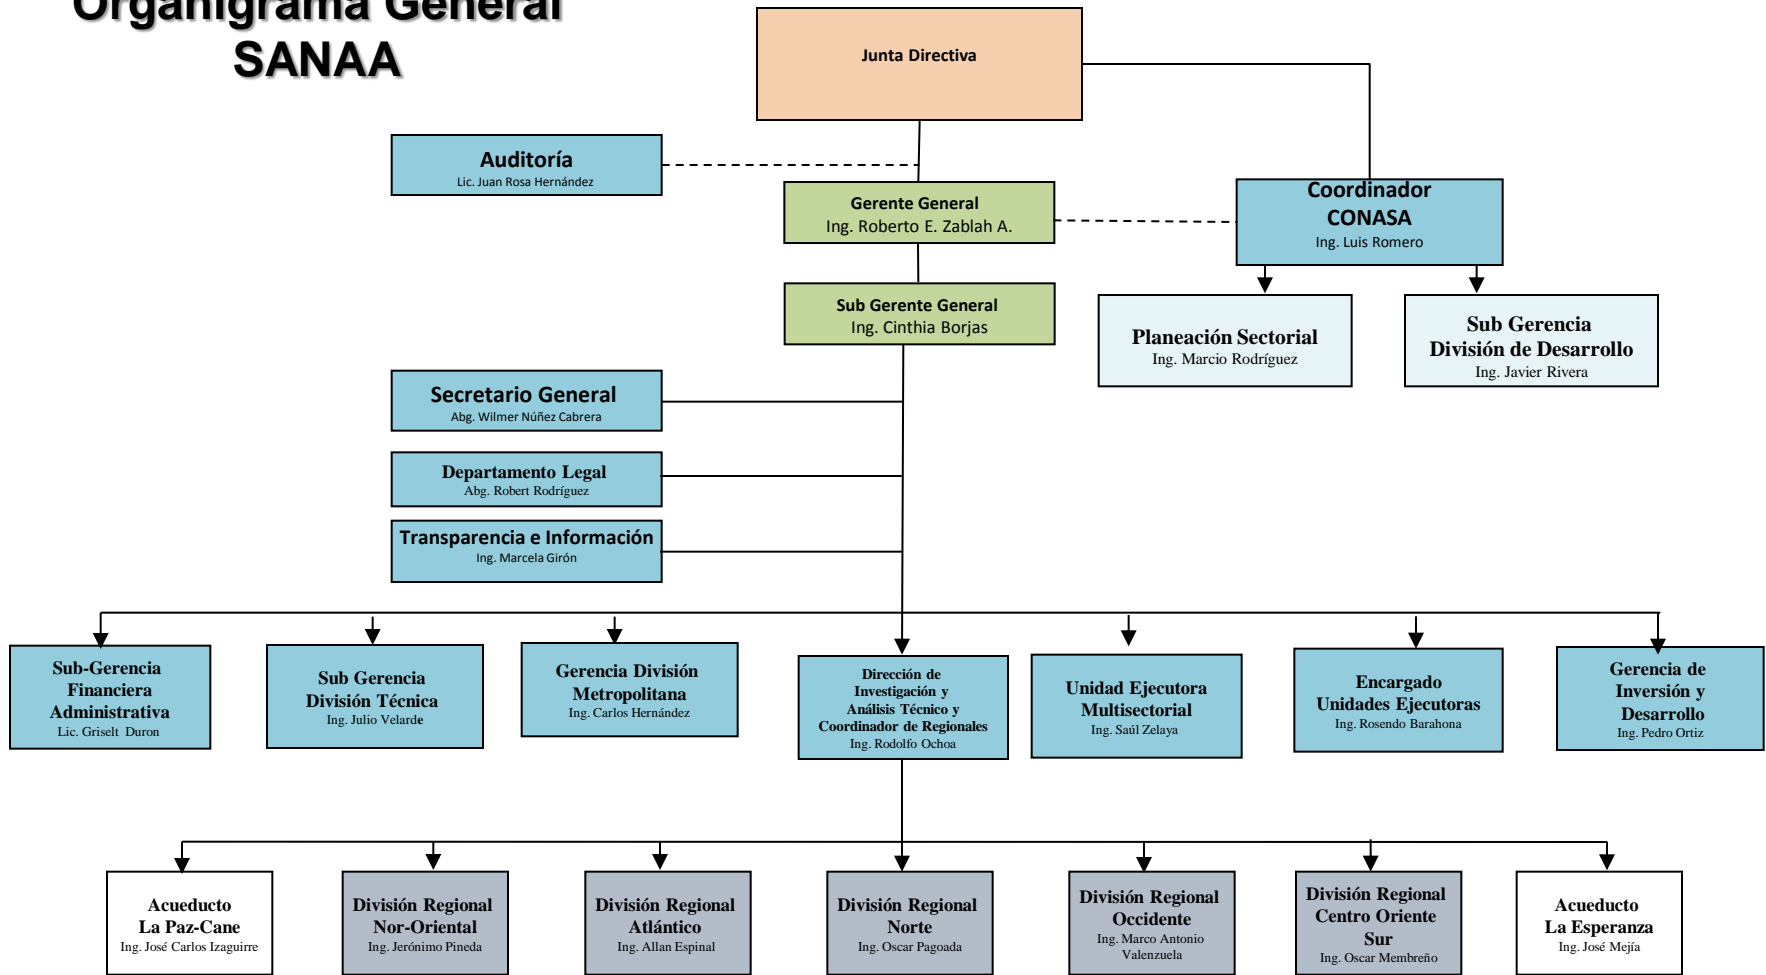 Organigrama General
SANAA
Junta Directiva
Auditoría
Lic. Juan Rosa Hernández
Gerente General
Ing. Roberto E. Zablah A.
Coordinador
CONASA
Ing. Luis Romero
Sub Gerente General
Ing. Cinthia Borjas
Planeación Sectorial
Ing. Marcio Rodríguez
Sub Gerencia
División de Desarrollo
Ing. Javier Rivera
Secretario General
Abg. Wilmer Núñez Cabrera
Departamento Legal
Abg. Robert Rodríguez
Transparencia e Información
Ing. Marcela Girón
Sub-Gerencia
Financiera
Administrativa
Lic. Griselt Duron
Sub Gerencia
División Técnica
Ing. Julio Velarde
Gerencia División
Metropolitana
Ing. Carlos Hernández
Dirección de
Investigación y
Análisis Técnico y
Coordinador de Regionales
Ing. Rodolfo Ochoa
Unidad Ejecutora
Multisectorial
Ing. Saúl Zelaya
Encargado
Unidades Ejecutoras
Ing. Rosendo Barahona
Gerencia de
Inversión y
Desarrollo
Ing. Pedro Ortiz
Acueducto
La Paz-Cane
Ing. José Carlos Izaguirre
División Regional
Nor-Oriental
Ing. Jerónimo Pineda
División Regional
Atlántico
Ing. Allan Espinal
División Regional
Norte
Ing. Oscar Pagoada
División Regional
Occidente
Ing. Marco Antonio
Valenzuela
División Regional
Centro Oriente
Sur
Ing. Oscar Membreño
Acueducto
La Esperanza
Ing. José Mejía